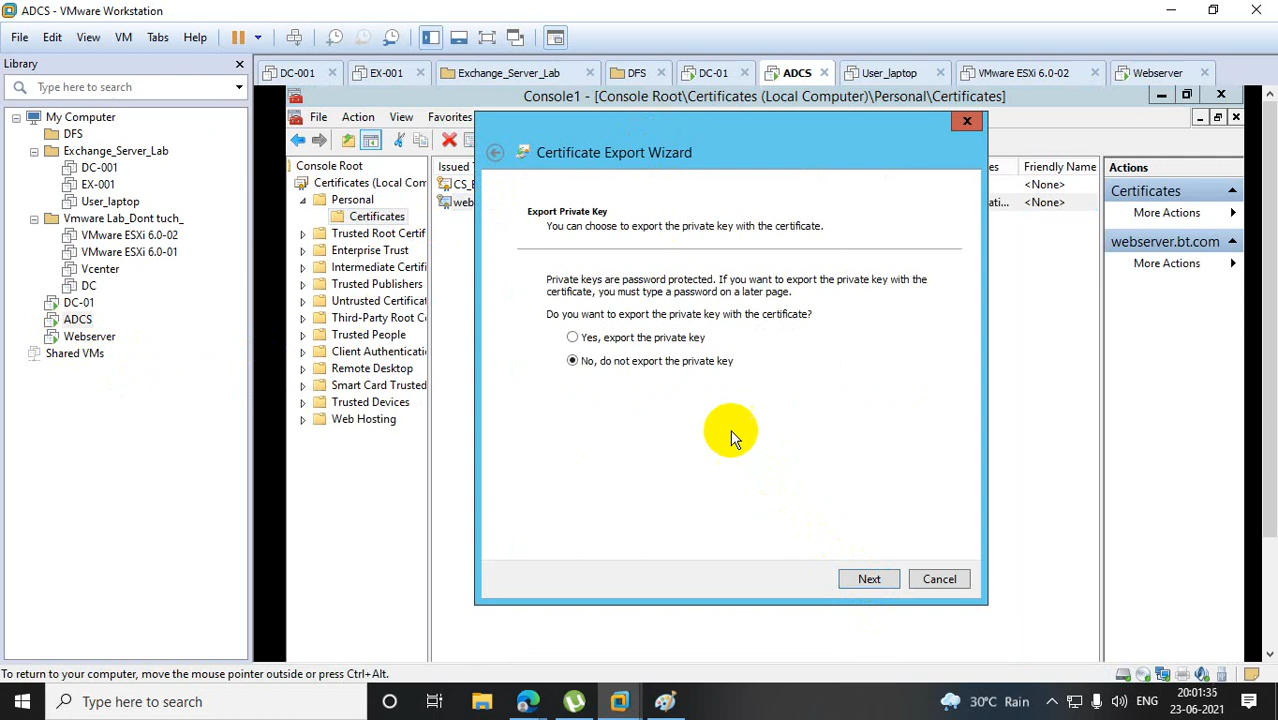 ADCS - VMware Workstation
File Edit View VM Tabs Help
Library
Type here to search
My Computer
DFS
Exchange_Server_Lab
DC-001
EX-001
User_laptop
Vmware Lab_Dont tuch_
VMware ESXi 6.0-02
VMware ESXi 6.0-01
Vcenter
DC
DC-01
ADCS
Webserver
Shared VMs
DC-001 EX-001 Exchange_Server_Lab DFS DC-01 ADCS User_laptop VMware ESXi 6.0-02 Webserver
Console1 - [Console Root\Certificates (Local Computer)\Personal\Certificates]
File Action View Favorites
Console Root
Certificates (Local Com
Personal
Certificates
Trusted Root Certif
Enterprise Trust
Intermediate Certifi
Trusted Publishers
Untrusted Certificat
Third-Party Root C
Trusted People
Client Authenticati
Remote Desktop
Smart Card Trusted
Trusted Devices
Web Hosting
Issued T
web
Friendly Name
<None>
<None>
Certificate Export Wizard
Export Private Key
You can choose to export the private key with the certificate.
Private keys are password protected. If you want to export the private key with the
certificate, you must type a password on a later page.
Do you want to export the private key with the certificate?
Yes, export the private key
No, do not export the private key
Next Cancel
Actions
Certificates
More Actions
webserver.bt.com
More Actions
To return to your computer, move the mouse pointer outside or press Ctrl+Alt.
Type here to search
30°C Rain
ENG
20:01:35
23-06-2021